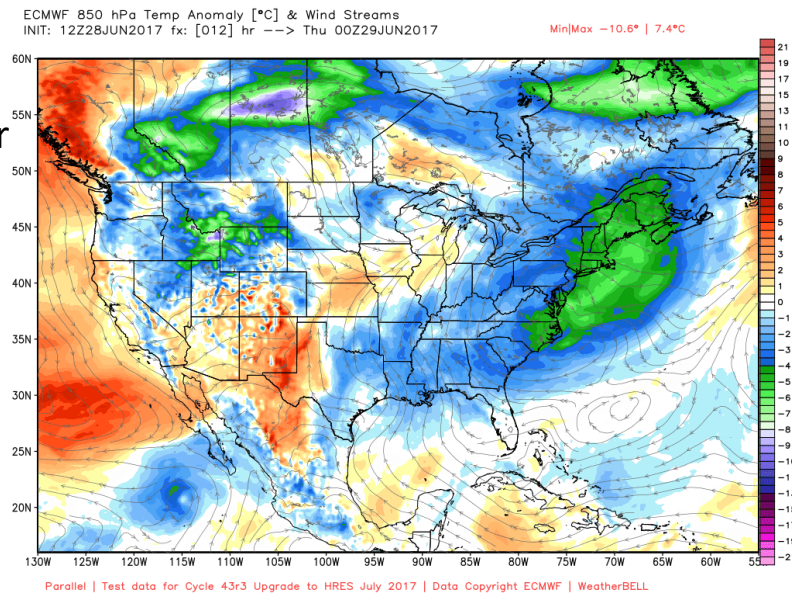 ECMWF 850 hPa Temp Anomaly [°C] & Wind Streams
INIT: 12Z28JUN2017 fx: [012] hr --> Thu 00Z29JUN2017
Min|Max -10.6° | 7.4°C
r
60N
55N
50N
45N
40N
35N
30N
25N
20N
130W 125W 120W 115W 110W 105W 100W 95W 90W 85W 80W 75W 70W 65W 60W
21
19
17
15
13
11
10
9
8
7
6
5
4
3
2
1
0
-1
-2
-3
-4
-5
-6
-7
-8
Parallel | Test data for Cycle 43r3 Upgrade to HRES July 2017 | Data Copyright ECMWF | WeatherBELL